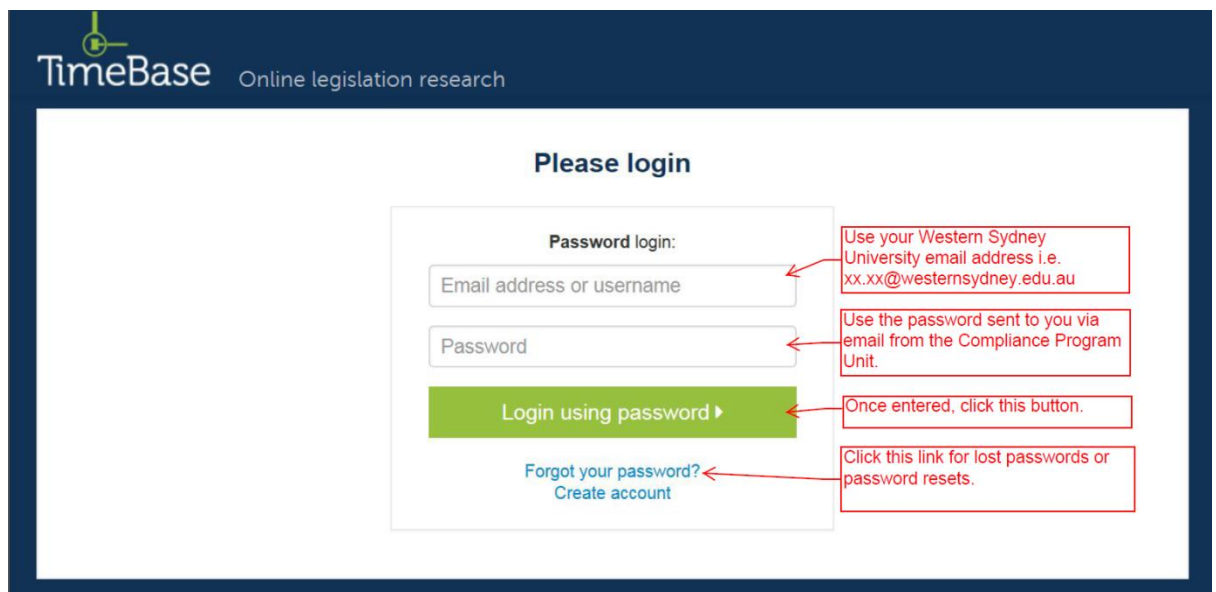 TimeBase Online legislation research
Please login
Password login:
Email address or username
Use your Western Sydney
University email address i.e.
xx.xx@westernsydney.edu.au
Password
Use the password sent to you via
email from the Compliance Program
Unit.
Login using password
Once entered, click this button.
Forgot your password?
Create account
Click this link for lost passwords or
password resets.